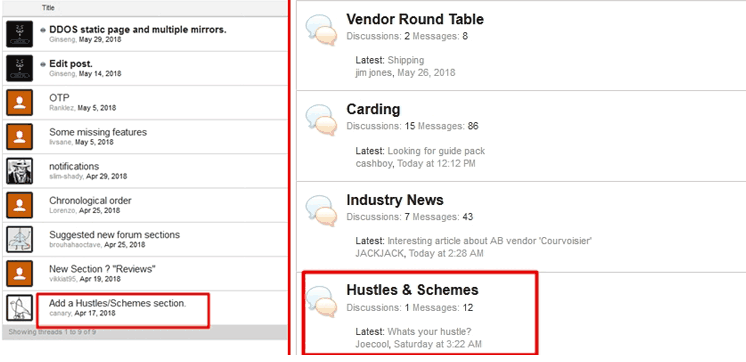 Title
DDOS static page and multiple mirrors.
Ginseng, May 29, 2018
Edit post.
Ginseng, May 14, 2018
OTP
Ranklez, May 5, 2018
Some missing features
livsane, May 5, 2018
notifications
slim-shady, Apr 29, 2018
Chronological order
Lorenzo, Apr 25, 2018
Suggested new forum sections
brouhahaoctave, Apr 25, 2018
New Section ? "Reviews"
vikkiat95, Apr 19, 2018
Add a Hustles/Schemes section.
canary, Apr 17, 2018
Showing threads 1 to 9 of 9
Vendor Round Table
Discussions: 2 Messages: 8
Latest: Shipping
jim jones, May 26, 2018
Carding
Discussions: 15 Messages: 86
Latest: Looking for guide pack
cashboy, Today at 12:12 PM
Industry News
Discussions: 7 Messages: 43
Latest: Interesting article about AB vendor 'Courvoisier'
JACKJACK, Today at 2:28 AM
Hustles & Schemes
Discussions: 1 Messages: 12
Latest: Whats your hustle?
Joecool, Saturday at 3:22 AM